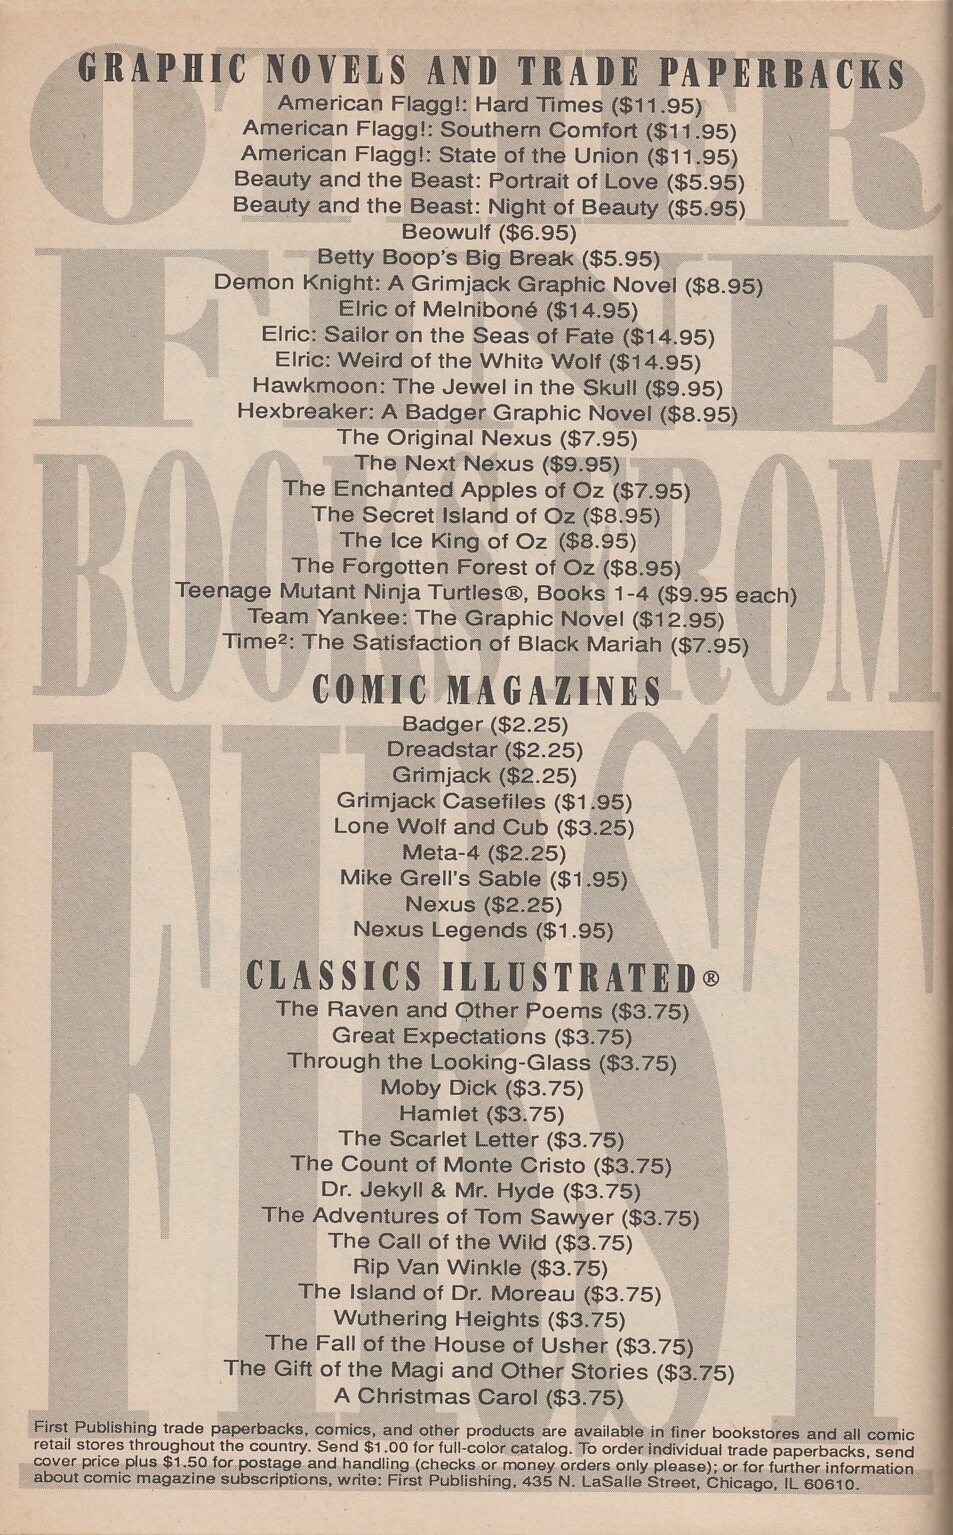 OTHER
FINE
BOOKS FROM
FIRST
GRAPHIC NOVELS AND TRADE PAPERBACKS
American Flagg!: Hard Times ($11.95)
American Flagg!: Southern Comfort ($11.95)
American Flagg!: State of the Union ($11.95)
Beauty and the Beast: Portrait of Love ($5.95)
Beauty and the Beast: Night of Beauty ($5.95)
Beowulf ($6.95)
Betty Boop's Big Break ($5.95)
Demon Knight: A Grimjack Graphic Novel ($8.95)
Elric of Melniboné ($14.95)
Elric: Sailor on the Seas of Fate ($14.95)
Elric: Weird of the White Wolf ($14.95)
Hawkmoon: The Jewel in the Skull ($9.95)
Hexbreaker: A Badger Graphic Novel ($8.95)
The Original Nexus ($7.95)
The Next Nexus ($9.95)
The Enchanted Apples of Oz ($7.95)
The Secret Island of Oz ($8.95)
The Ice King of Oz ($8.95)
The Forgotten Forest of Oz ($8.95)
Teenage Mutant Ninja Turtles®, Books 1-4 ($9.95 each)
Team Yankee: The Graphic Novel ($12.95)
Time²: The Satisfaction of Black Mariah ($7.95)
COMIC MAGAZINES
Badger ($2.25)
Dreadstar ($2.25)
Grimjack ($2.25)
Grimjack Casefiles ($1.95)
Lone Wolf and Cub ($3.25)
Meta-4 ($2.25)
Mike Grell's Sable ($1.95)
Nexus ($2.25)
Nexus Legends ($1.95)
CLASSICS ILLUSTRATED®
The Raven and Other Poems ($3.75)
Great Expectations ($3.75)
Through the Looking-Glass ($3.75)
Moby Dick ($3.75)
Hamlet ($3.75)
The Scarlet Letter ($3.75)
The Count of Monte Cristo ($3.75)
Dr. Jekyll & Mr. Hyde ($3.75)
The Adventures of Tom Sawyer ($3.75)
The Call of the Wild ($3.75)
Rip Van Winkle ($3.75)
The Island of Dr. Moreau ($3.75)
Wuthering Heights ($3.75)
The Fall of the House of Usher ($3.75)
The Gift of the Magi and Other Stories ($3.75)
A Christmas Carol ($3.75)
First Publishing trade paperbacks, comics, and other products are available in finer bookstores and all comic
retail stores throughout the country. Send $1.00 for full-color catalog. To order individual trade paperbacks, send
cover price plus $1.50 for postage and handling (checks or money orders only please); or for further information
about comic magazine subscriptions, write: First Publishing, 435 N. LaSalle Street, Chicago, IL 60610.